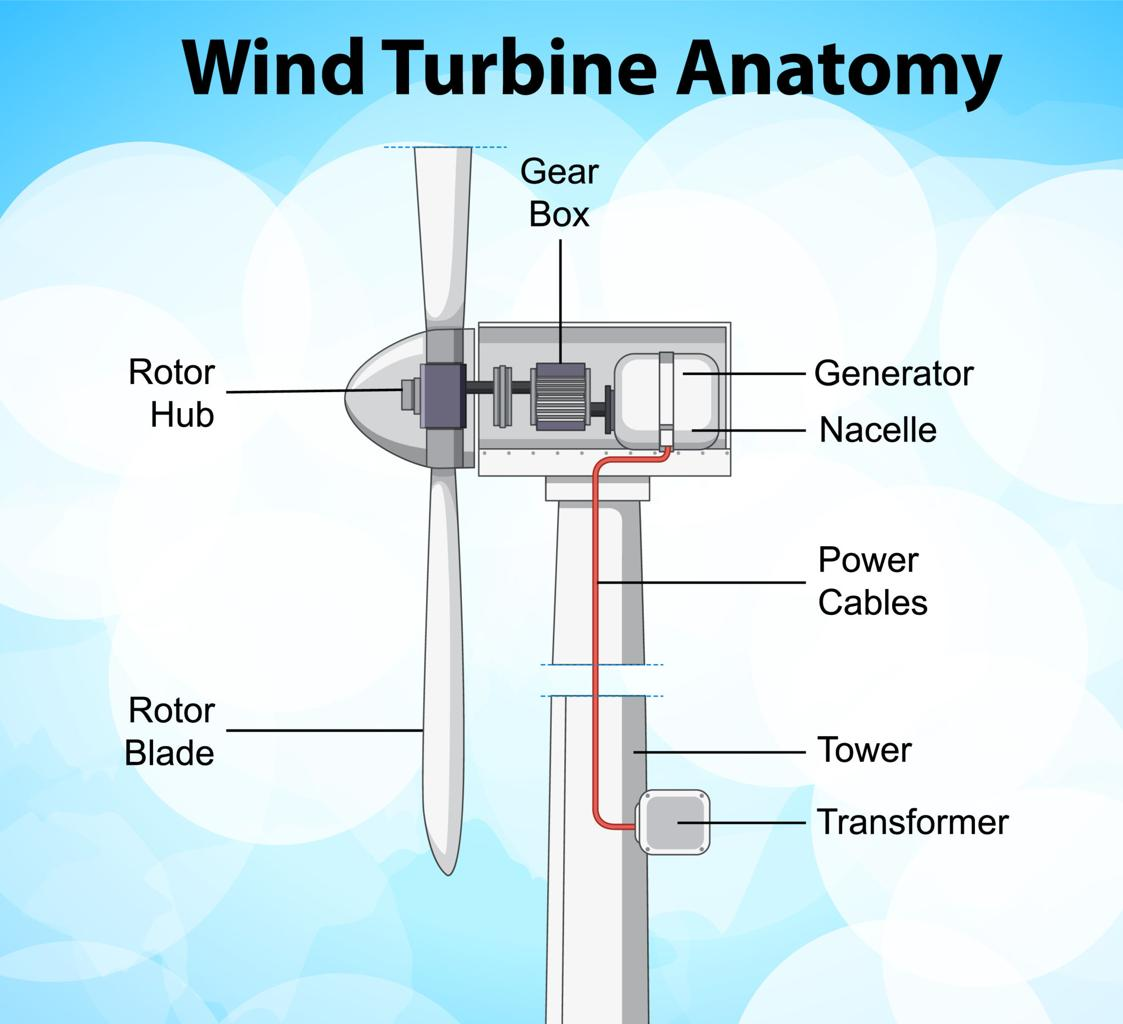 Wind Turbine Anatomy
Gear
Box
Rotor
Hub
Generator
Nacelle
Power
Cables
Rotor
Blade
Tower
Transformer